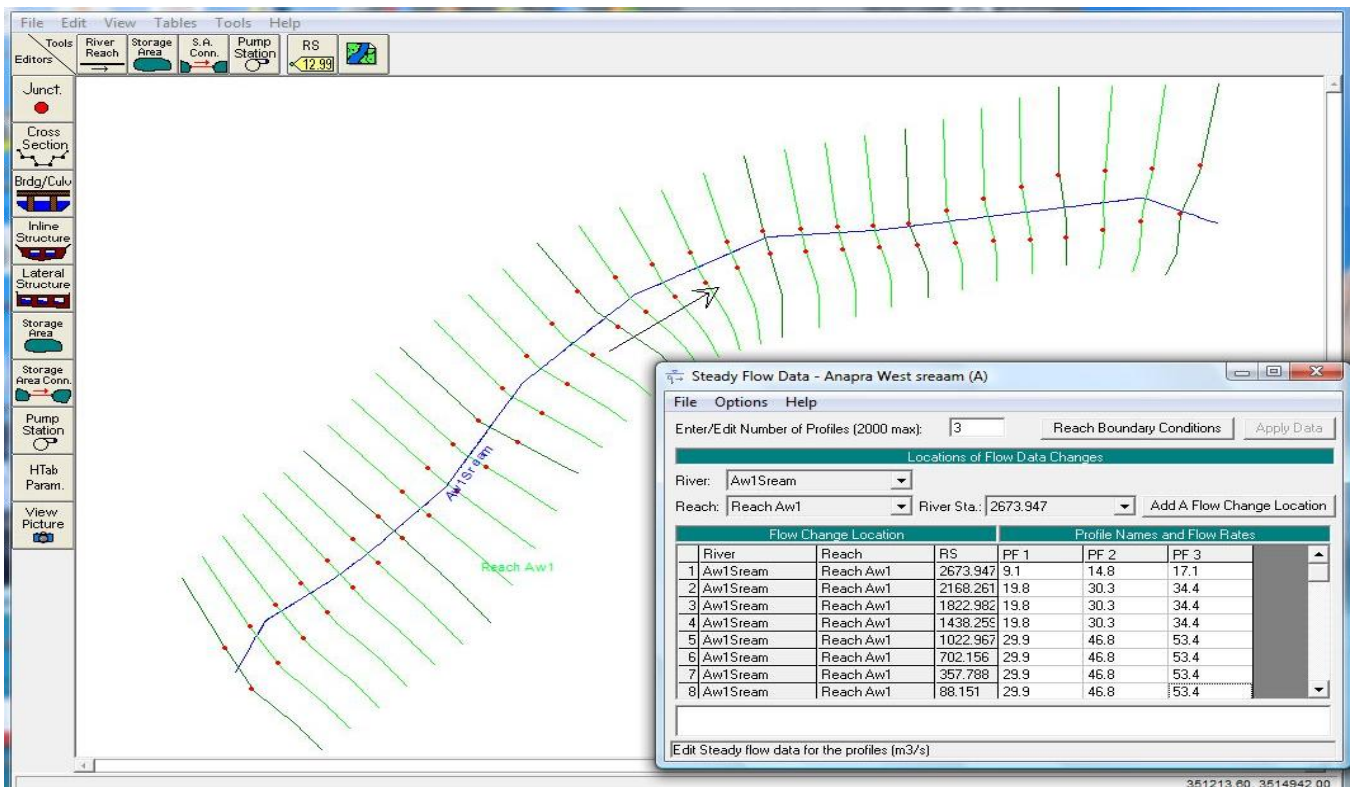 File Edit View Tables Tools Help
Tools
Editors
River Reach
Storage Area
S.A. Conn.
Pump Station
RS
12.99
Junct.
Cross Section
Brdg/Culv
Inline Structure
Lateral Structure
Storage Area
Storage Area Conn.
Pump Station
HTab Param.
View Picture
Aw1Sream
Reach Aw1
Steady Flow Data - Anapra West sreaam (A)
File Options Help
Enter/Edit Number of Profiles (2000 max): 3 Reach Boundary Conditions Apply Data
Locations of Flow Data Changes
River: Aw1Sream
Reach: Reach Aw1 River Sta.: 2673.947 Add A Flow Change Location
Flow Change Location Profile Names and Flow Rates
River Reach RS PF 1 PF 2 PF 3
1 Aw1Sream Reach Aw1 2673.947 9.1 14.8 17.1
2 Aw1Sream Reach Aw1 2168.261 19.8 30.3 34.4
3 Aw1Sream Reach Aw1 1822.982 19.8 30.3 34.4
4 Aw1Sream Reach Aw1 1438.259 19.8 30.3 34.4
5 Aw1Sream Reach Aw1 1022.967 29.9 46.8 53.4
6 Aw1Sream Reach Aw1 702.156 29.9 46.8 53.4
7 Aw1Sream Reach Aw1 357.788 29.9 46.8 53.4
8 Aw1Sream Reach Aw1 88.151 29.9 46.8 53.4
Edit Steady flow data for the profiles (m3/s)
351213.60, 3514942.00